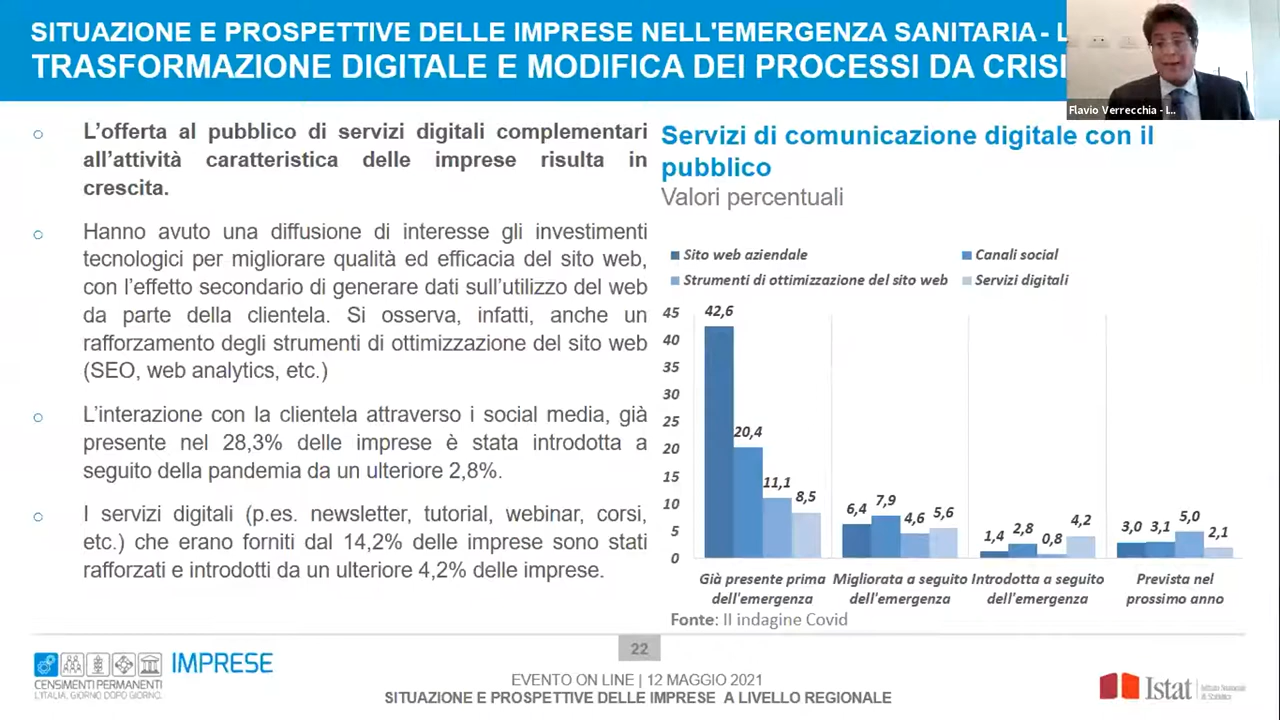 SITUAZIONE E PROSPETTIVE DELLE IMPRESE NELL'EMERGENZA SANITARIA - L
TRASFORMAZIONE DIGITALE E MODIFICA DEI PROCESSI DA CRISI
Flavio Verrecchia - I...
L'offerta al pubblico di servizi digitali complementari
all'attività caratteristica delle imprese risulta in
crescita.
Hanno avuto una diffusione di interesse gli investimenti
tecnologici per migliorare qualità ed efficacia del sito web,
con l'effetto secondario di generare dati sull'utilizzo del web
da parte della clientela. Si osserva, infatti, anche un
rafforzamento degli strumenti di ottimizzazione del sito web
(SEO, web analytics, etc.)
L'interazione con la clientela attraverso i social media, già
presente nel 28,3% delle imprese è stata introdotta a
seguito della pandemia da un ulteriore 2,8%.
I servizi digitali (p.es. newsletter, tutorial, webinar, corsi,
etc.) che erano forniti dal 14,2% delle imprese sono stati
rafforzati e introdotti da un ulteriore 4,2% delle imprese.
Servizi di comunicazione digitale con il
pubblico
Valori percentuali
Sito web aziendale Canali social
Strumenti di ottimizzazione del sito web Servizi digitali
45
40
35
30
25
20
15
10
5
0
42,6 20,4 11,1 8,5
6,4 7,9 4,6 5,6
1,4 2,8 0,8 4,2
3,0 3,1 5,0 2,1
Già presente prima Migliorata a seguito Introdotta a seguito Prevista nel
dell'emergenza dell'emergenza dell'emergenza prossimo anno
Fonte: II indagine Covid
22
IMPRESE
CENSIMENTI PERMANENTI
L'ITALIA, GIORNO DOPO GIORNO.
EVENTO ON LINE | 12 MAGGIO 2021
SITUAZIONE E PROSPETTIVE DELLE IMPRESE A LIVELLO REGIONALE
Istat